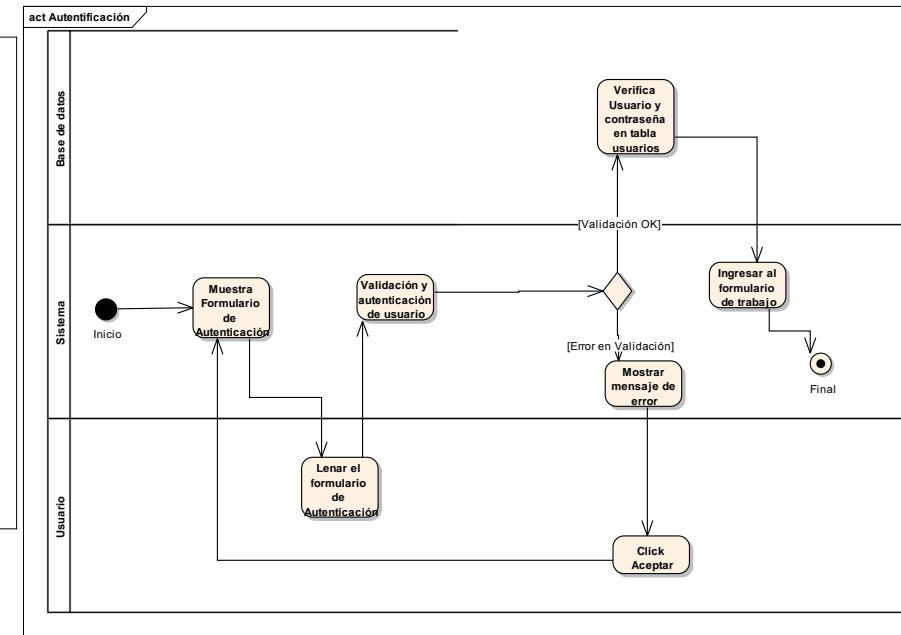 act Autentificación
Base de datos
Verifica
Usuario y
contraseña
en tabla
usuarios
[Validación OK]
Sistema
Inicio
Muestra
Formulario
de
Autenticación
Validación y
autenticación
de usuario
[Error en Validación]
Mostrar
mensaje de
error
Ingresar al
formulario
de trabajo
Final
Usuario
Lenar el
formulario
de
Autenticación
Click
Aceptar